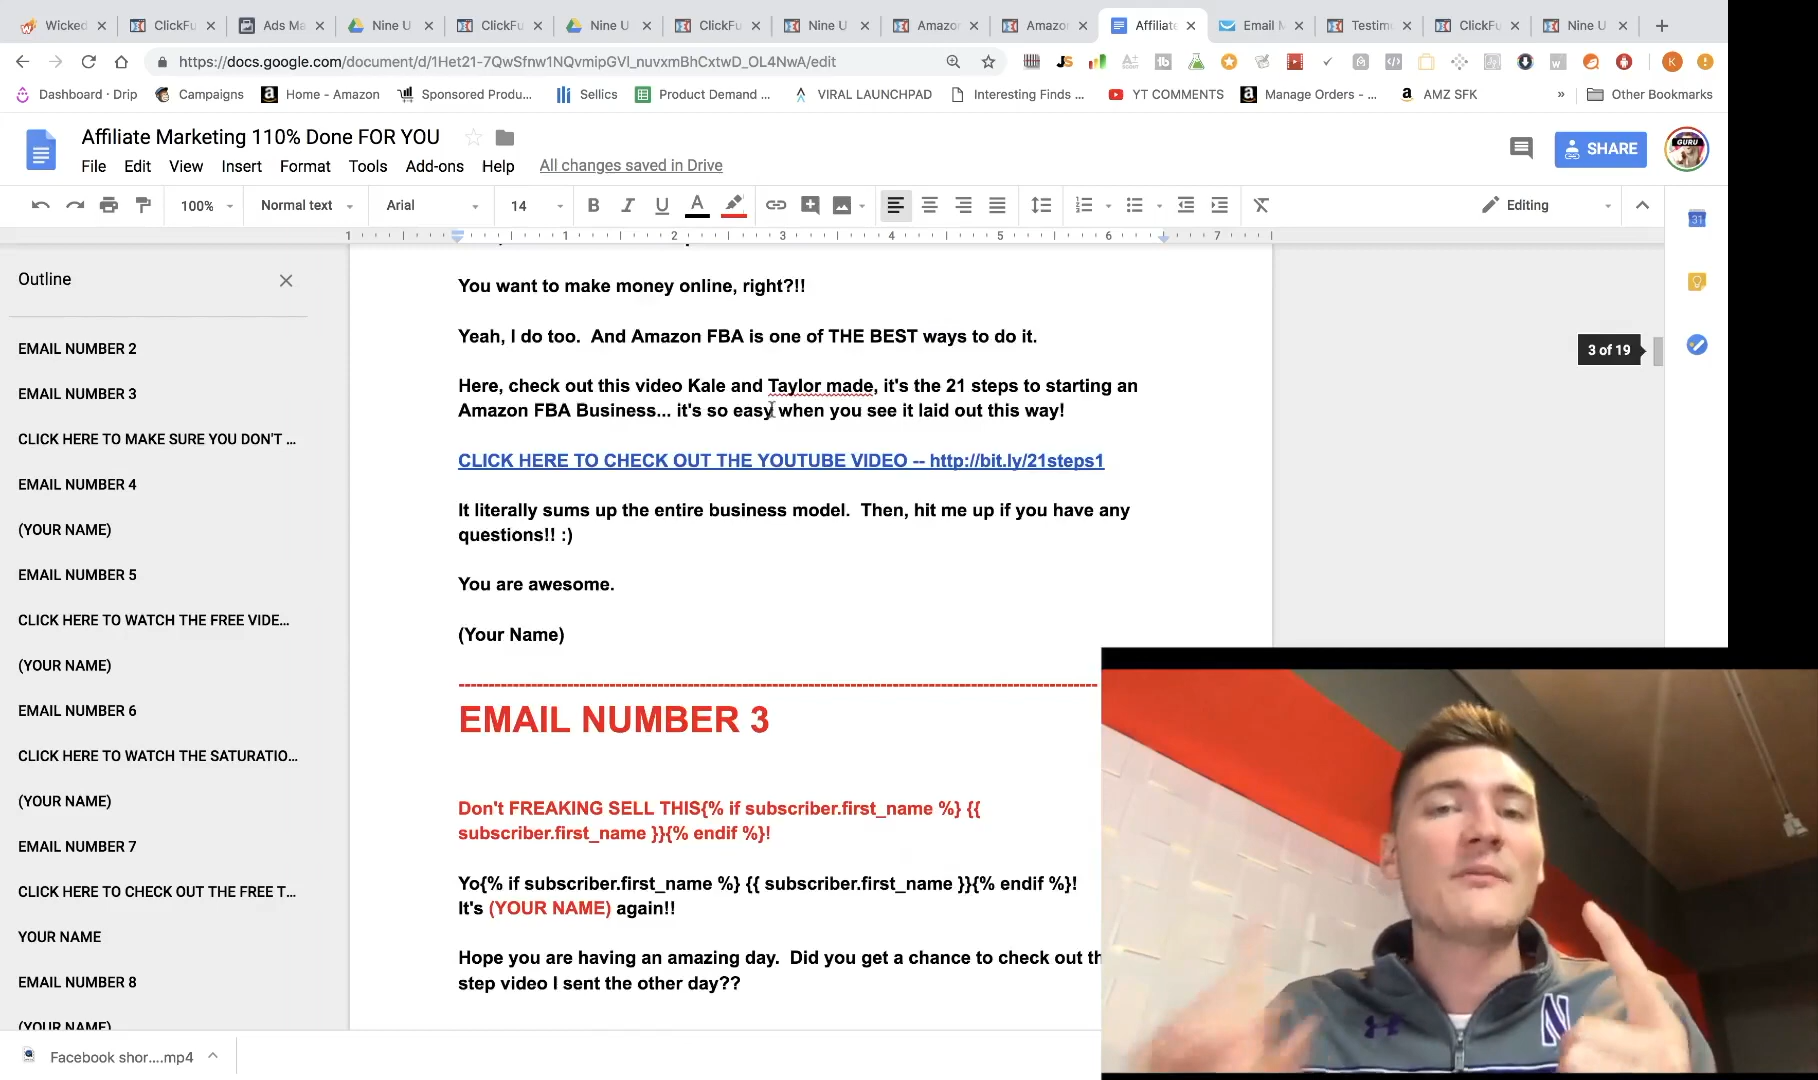 Wicked
ClickFu
Ads Ma
Nine U
ClickFu
Nine U
ClickFu
Nine U
Amazon
Amazo
Affiliate
Email M
Testim
ClickFu
Nine U
https://docs.google.com/document/d/1Het21-7QwSfnw1NQvmipGVl_nuvxmBhCxtwD_OL4NwA/edit
Dashboard · Drip
Campaigns
Home - Amazon
Sponsored Produ...
Sellics
Product Demand ...
VIRAL LAUNCHPAD
Interesting Finds ...
YT COMMENTS
Manage Orders - ...
AMZ SFK
»
Other Bookmarks
Affiliate Marketing 110% Done FOR YOU
File Edit View Insert Format Tools Add-ons Help
All changes saved in Drive
SHARE
GURU
100%
Normal text
Arial
14
B I U A
Editing
1 1 2 3 4 5 6 7
31
Outline
EMAIL NUMBER 2
EMAIL NUMBER 3
CLICK HERE TO MAKE SURE YOU DON'T ...
EMAIL NUMBER 4
(YOUR NAME)
EMAIL NUMBER 5
CLICK HERE TO WATCH THE FREE VIDE...
(YOUR NAME)
EMAIL NUMBER 6
CLICK HERE TO WATCH THE SATURATIO...
(YOUR NAME)
EMAIL NUMBER 7
CLICK HERE TO CHECK OUT THE FREE T...
YOUR NAME
EMAIL NUMBER 8
(YOUR NAME)
You want to make money online, right?!!
Yeah, I do too.  And Amazon FBA is one of THE BEST ways to do it.
Here, check out this video Kale and Taylor made, it's the 21 steps to starting an
Amazon FBA Business... it's so easy when you see it laid out this way!
CLICK HERE TO CHECK OUT THE YOUTUBE VIDEO -- http://bit.ly/21steps1
It literally sums up the entire business model.  Then, hit me up if you have any
questions!! :)
You are awesome.
(Your Name)
EMAIL NUMBER 3
Don't FREAKING SELL THIS{% if subscriber.first_name %} {{
subscriber.first_name }}{% endif %}!
Yo{% if subscriber.first_name %} {{ subscriber.first_name }}{% endif %}!
It's (YOUR NAME) again!!
Hope you are having an amazing day.  Did you get a chance to check out th
step video I sent the other day??
3 of 19
Facebook shor....mp4
N